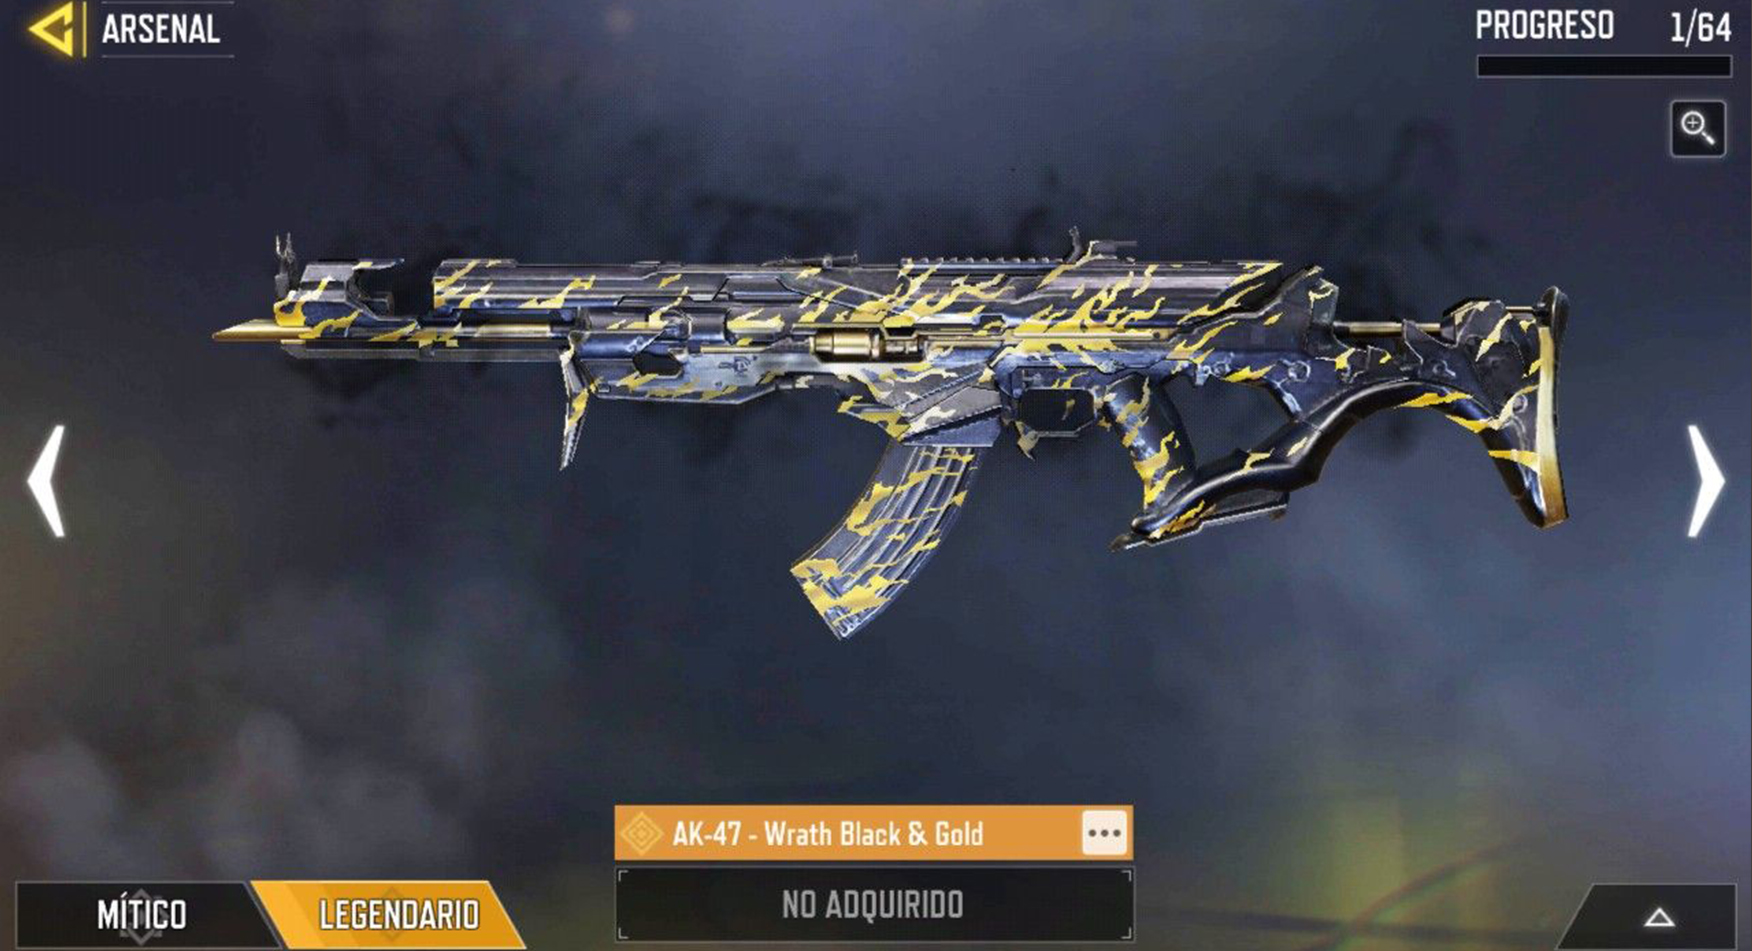 ARSENAL
PROGRESO 1/64
AK-47 - Wrath Black & Gold
NO ADQUIRIDO
MÍTICO
LEGENDARIO